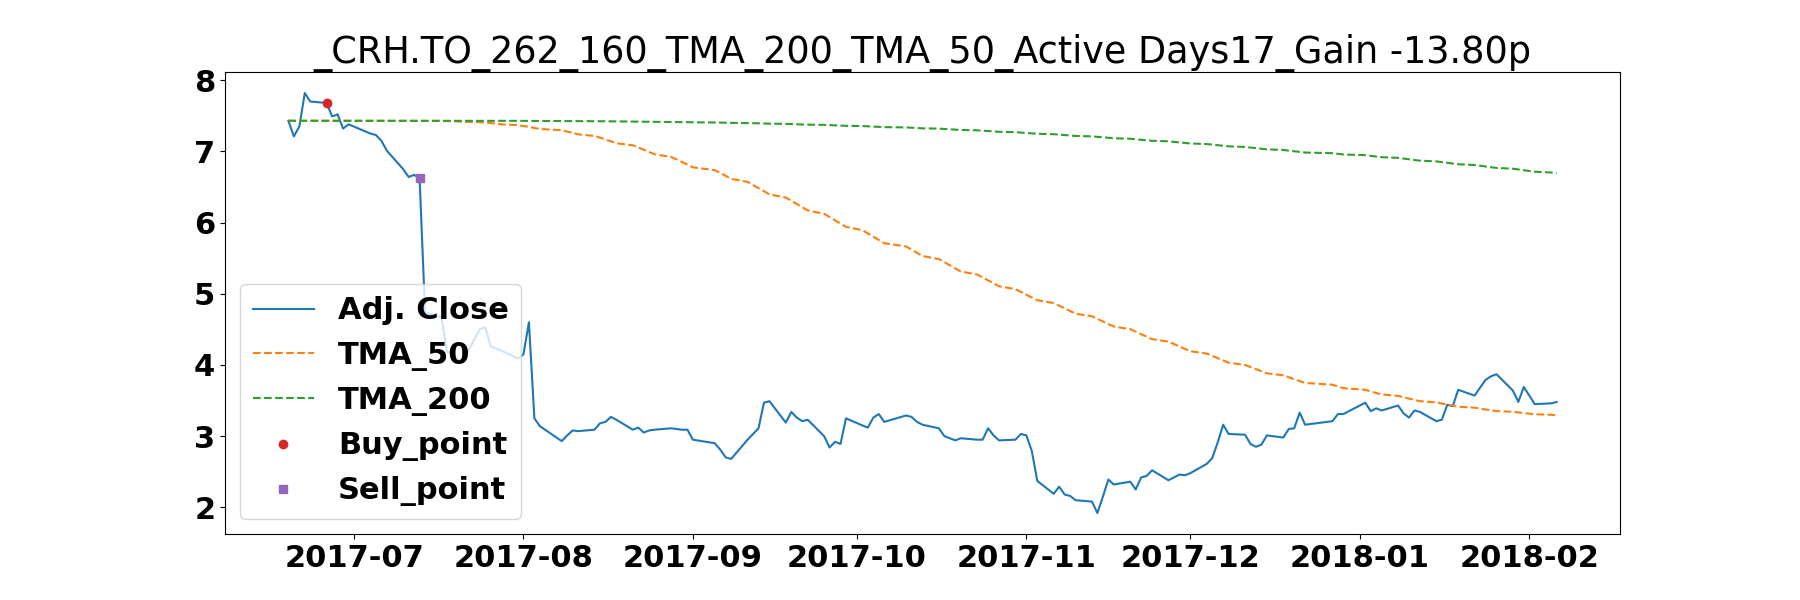 _CRH.TO_262_160_TMA_200_TMA_50_Active Days17_Gain -13.80p
8
7
6
5
4
3
2
Adj. Close
TMA_50
TMA_200
Buy_point
Sell_point
2017-07 2017-08 2017-09 2017-10 2017-11 2017-12 2018-01 2018-02